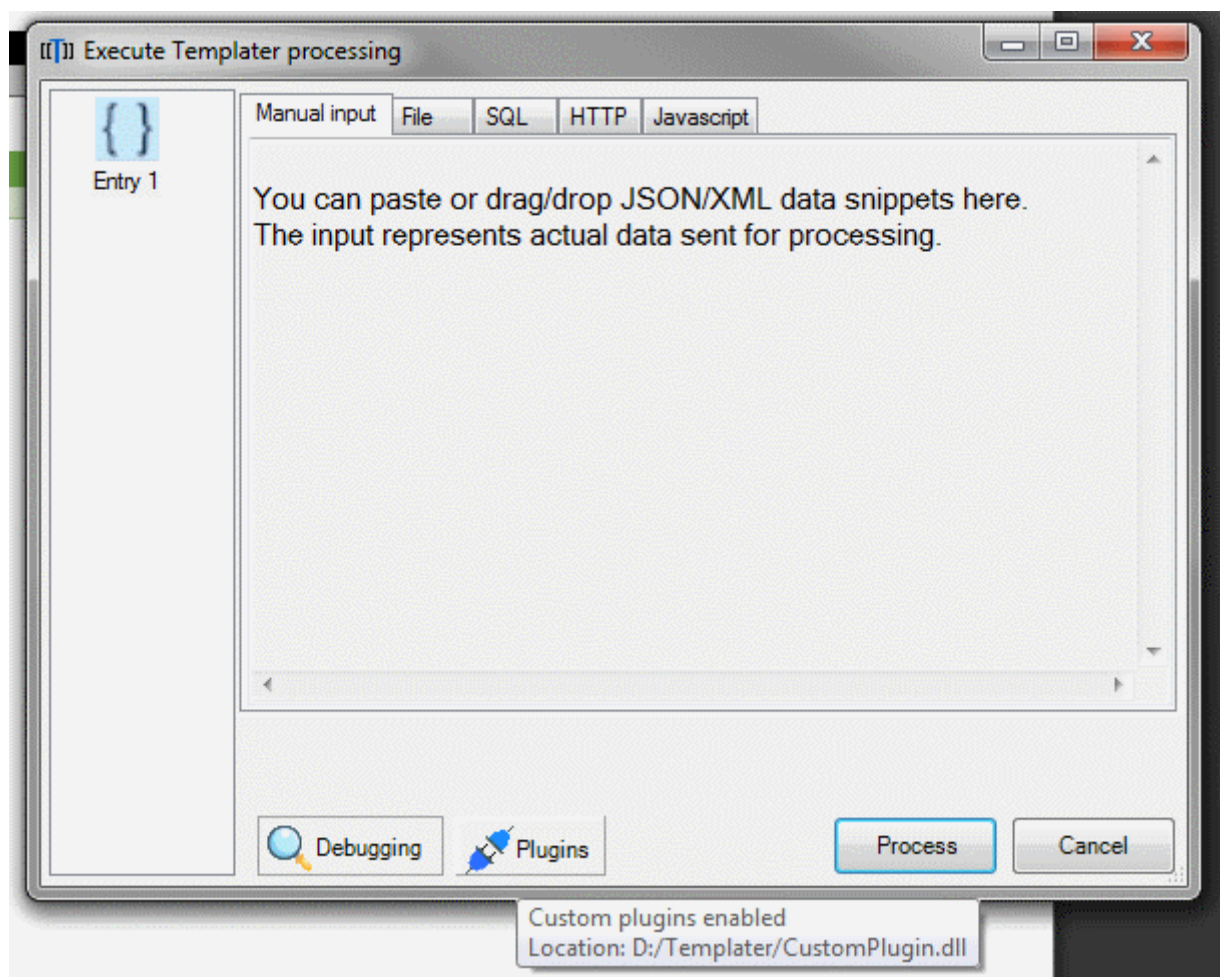 [[T]] Execute Templater processing
{ }
Entry 1
Manual input File SQL HTTP Javascript
You can paste or drag/drop JSON/XML data snippets here.
The input represents actual data sent for processing.
Debugging Plugins Process Cancel
Custom plugins enabled
Location: D:/Templater/CustomPlugin.dll